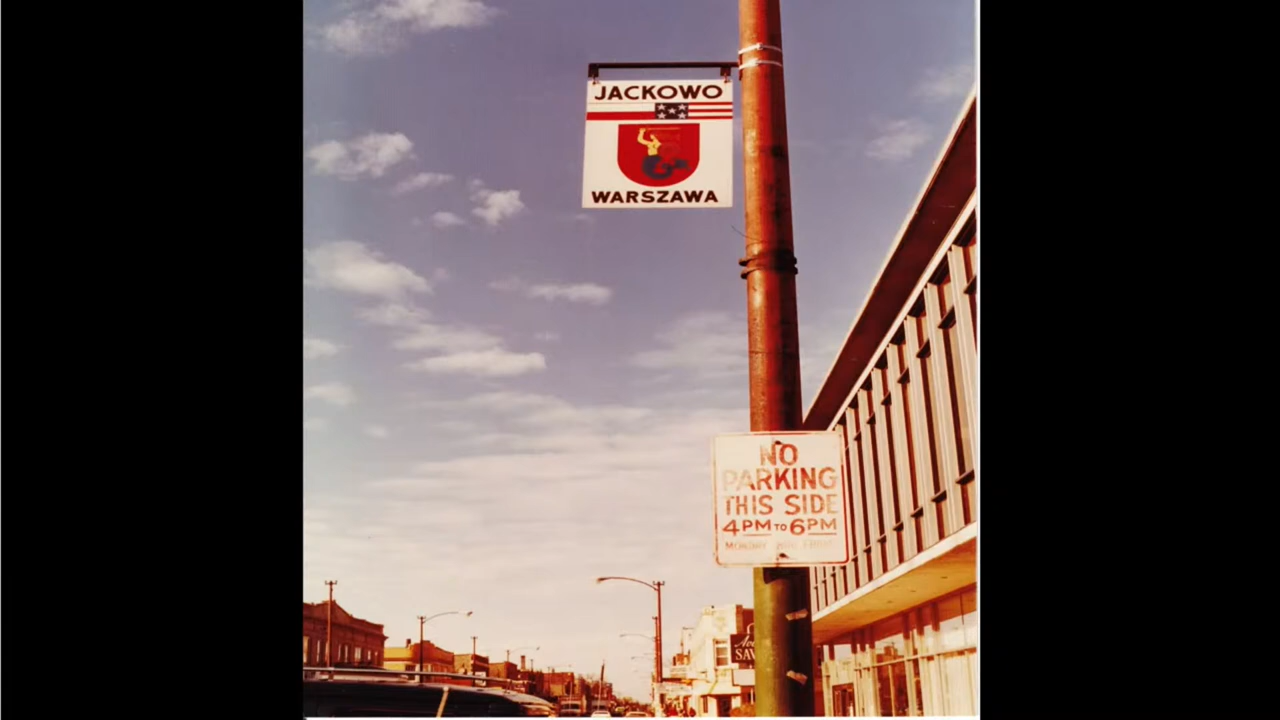 JACKOWO
WARSZAWA
NO
PARKING
THIS SIDE
4PM TO 6PM